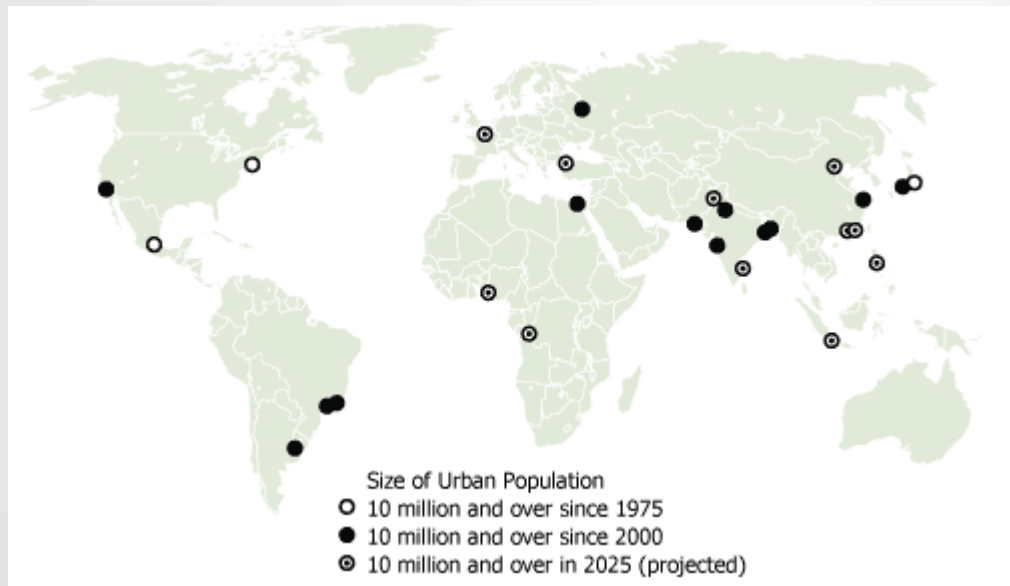 Size of Urban Population
10 million and over since 1975
10 million and over since 2000
10 million and over in 2025 (projected)